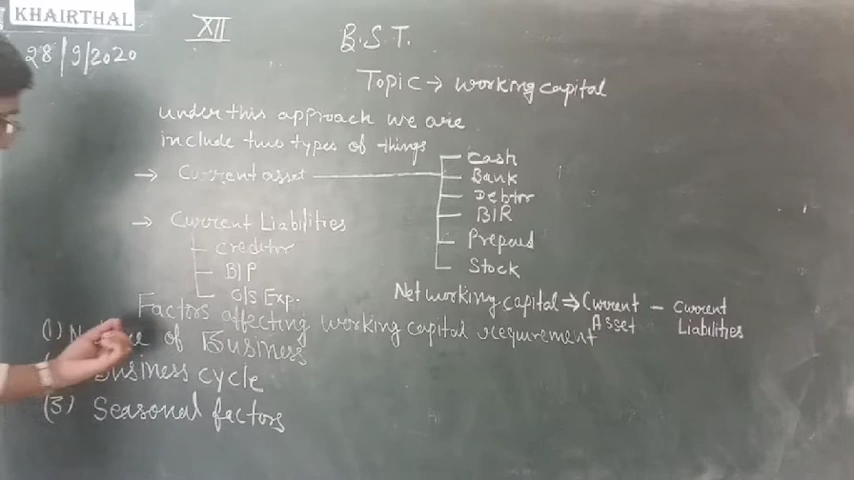 KHAIRTHAL
28/9/2020
XII
B.S.T.
Topic → working capital
under this approach we are
include two types of things
→ Current asset
Cash
Bank
Debtor
B/R
Prepaid
Stock
→ Current Liabilities
Creditor
B/P
O/S Exp.
Net working capital ⇒ Current Asset − Current Liabilities
Factors affecting working capital requirement
(1) of Business
Business cycle
(3) Seasonal factors